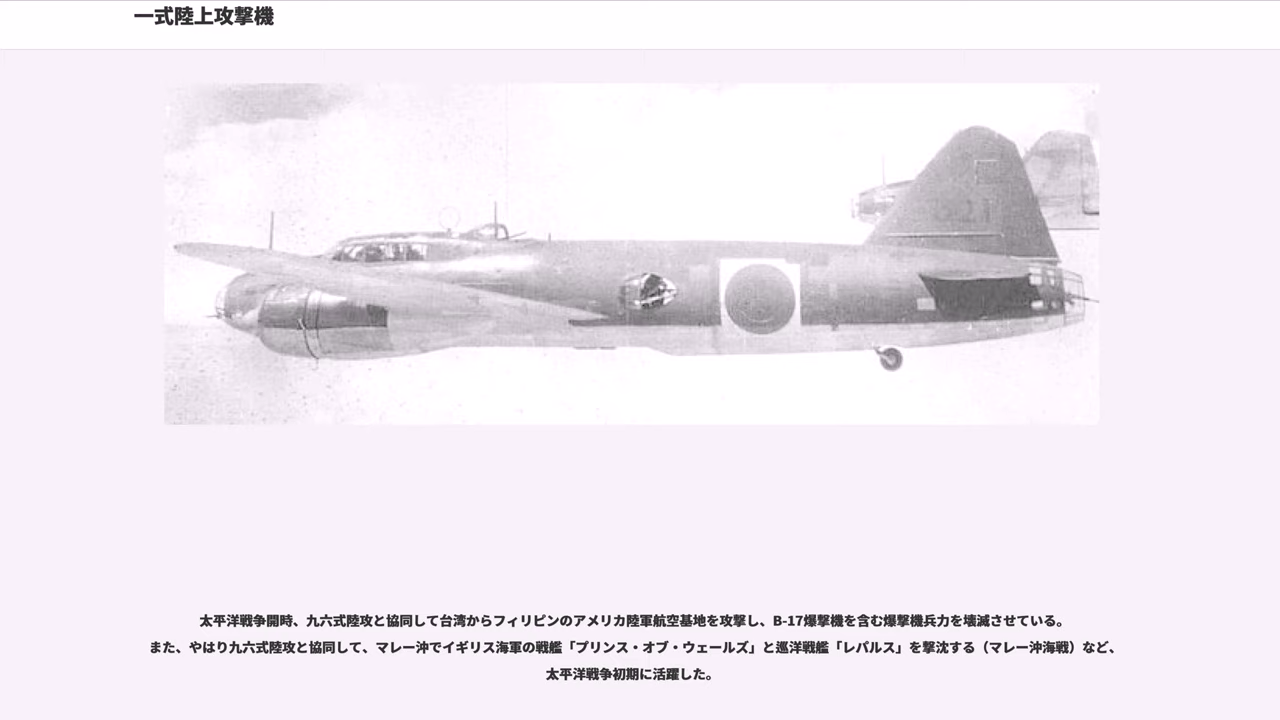 一式陸上攻撃機
太平洋戦争開時、九六式陸攻と協同して台湾からフィリピンのアメリカ陸軍航空基地を攻撃し、B-17爆撃機を含む爆撃機兵力を壊滅させている。
また、やはり九六式陸攻と協同して、マレー沖でイギリス海軍の戦艦「プリンス・オブ・ウェールズ」と巡洋戦艦「レパルス」を撃沈する（マレー沖海戦）など、
太平洋戦争初期に活躍した。